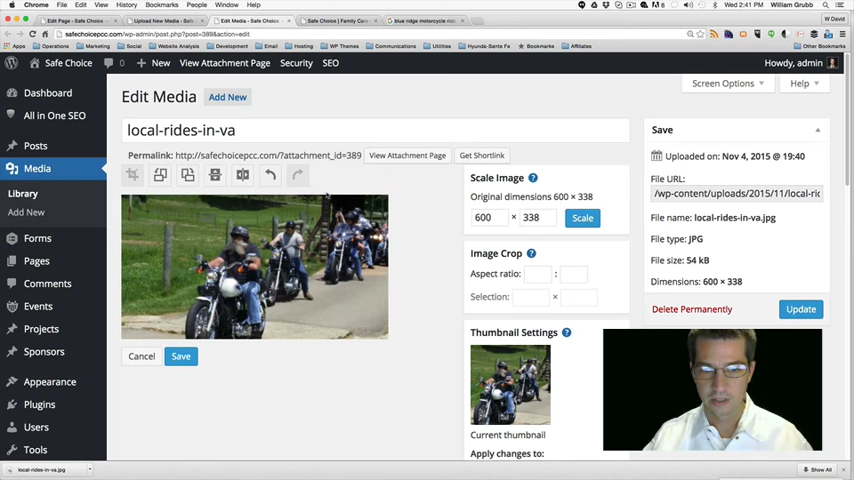 Chrome File Edit View History Bookmarks People Window Help
Wed 2:41 PM William Grubb
Edit Page - Safe Choice
Upload New Media - Safe
Edit Media - Safe Choice
Safe Choice | Family Care
blue ridge motorcycle ride
W David
safechoicepcc.com/wp-admin/post.php?post=389&action=edit
Apps Social Website Analysis Development Shopping Hosting WP Themes Communications Utilities Hyundai-Santa Fe Bookmarks Affiliates Other Bookmarks
Safe Choice
New View Attachment Page Security SEO
Howdy, admin
Dashboard
All in One SEO
Posts
Media
Library
Add New
Forms
Pages
Comments
Events
Projects
Sponsors
Appearance
Plugins
Users
Tools
Screen Options
Help
Edit Media Add New
local-rides-in-va
Permalink: http://safechoicepcc.com/?attachment_id=389 View Attachment Page Get Shortlink
Cancel Save
Scale Image
Original dimensions 600 × 338
600 × 338 Scale
Image Crop
Aspect ratio: :
Selection: ×
Thumbnail Settings
Current thumbnail
Apply changes to:
Save
Uploaded on: Nov 4, 2015 @ 19:40
File URL:
/wp-content/uploads/2015/11/local-ric
File name: local-rides-in-va.jpg
File type: JPG
File size: 54 kB
Dimensions: 600 × 338
Delete Permanently Update
local-rides-in-va.jpg
Show All